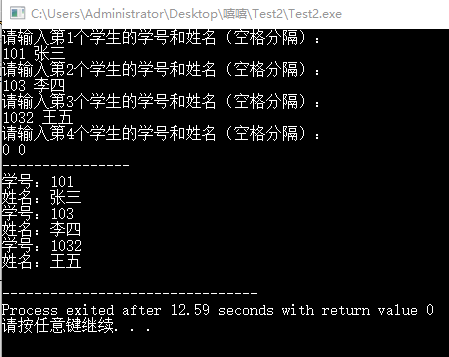 C:\Users\Administrator\Desktop\嘻嘻\Test2\Test2.exe
请输入第1个学生的学号和姓名（空格分隔）：
101 张三
请输入第2个学生的学号和姓名（空格分隔）：
103 李四
请输入第3个学生的学号和姓名（空格分隔）：
1032 王五
请输入第4个学生的学号和姓名（空格分隔）：
0 0
----------------
学号：101
姓名：张三
学号：103
姓名：李四
学号：1032
姓名：王五
--------------------------------
Process exited after 12.59 seconds with return value 0
请按任意键继续. . .